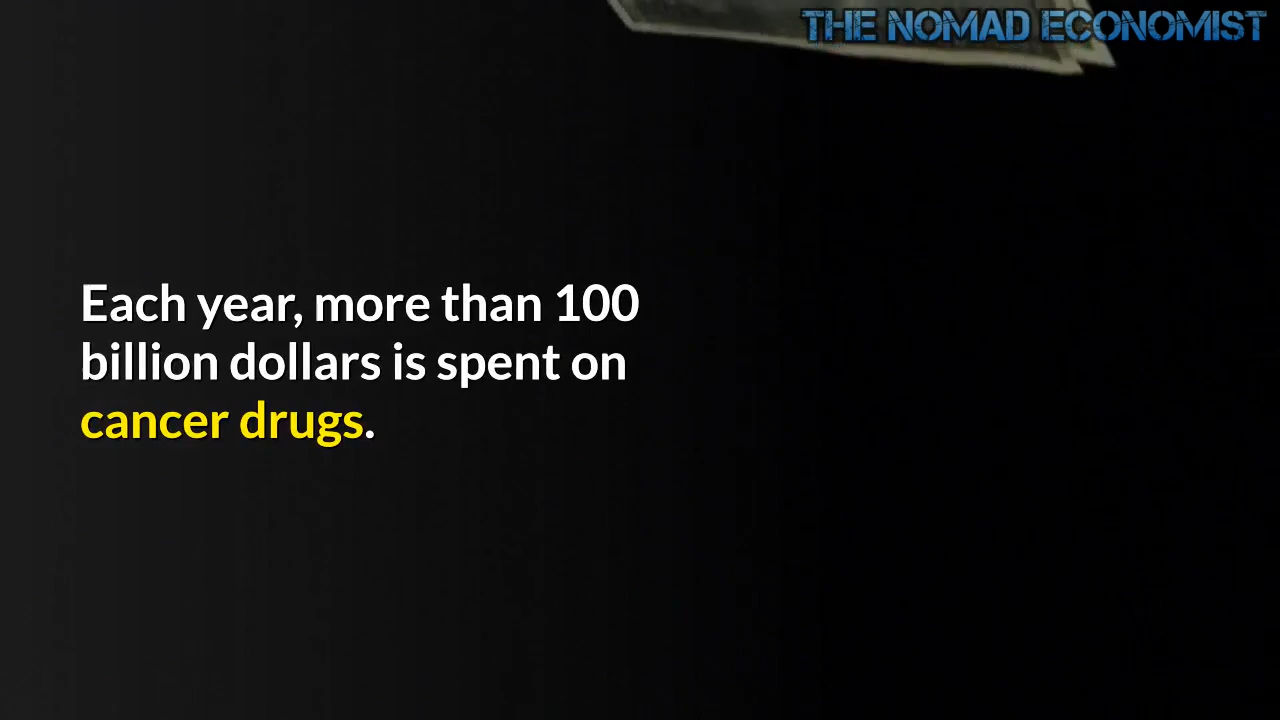 THE NOMAD ECONOMIST
Each year, more than 100
billion dollars is spent on
cancer drugs.